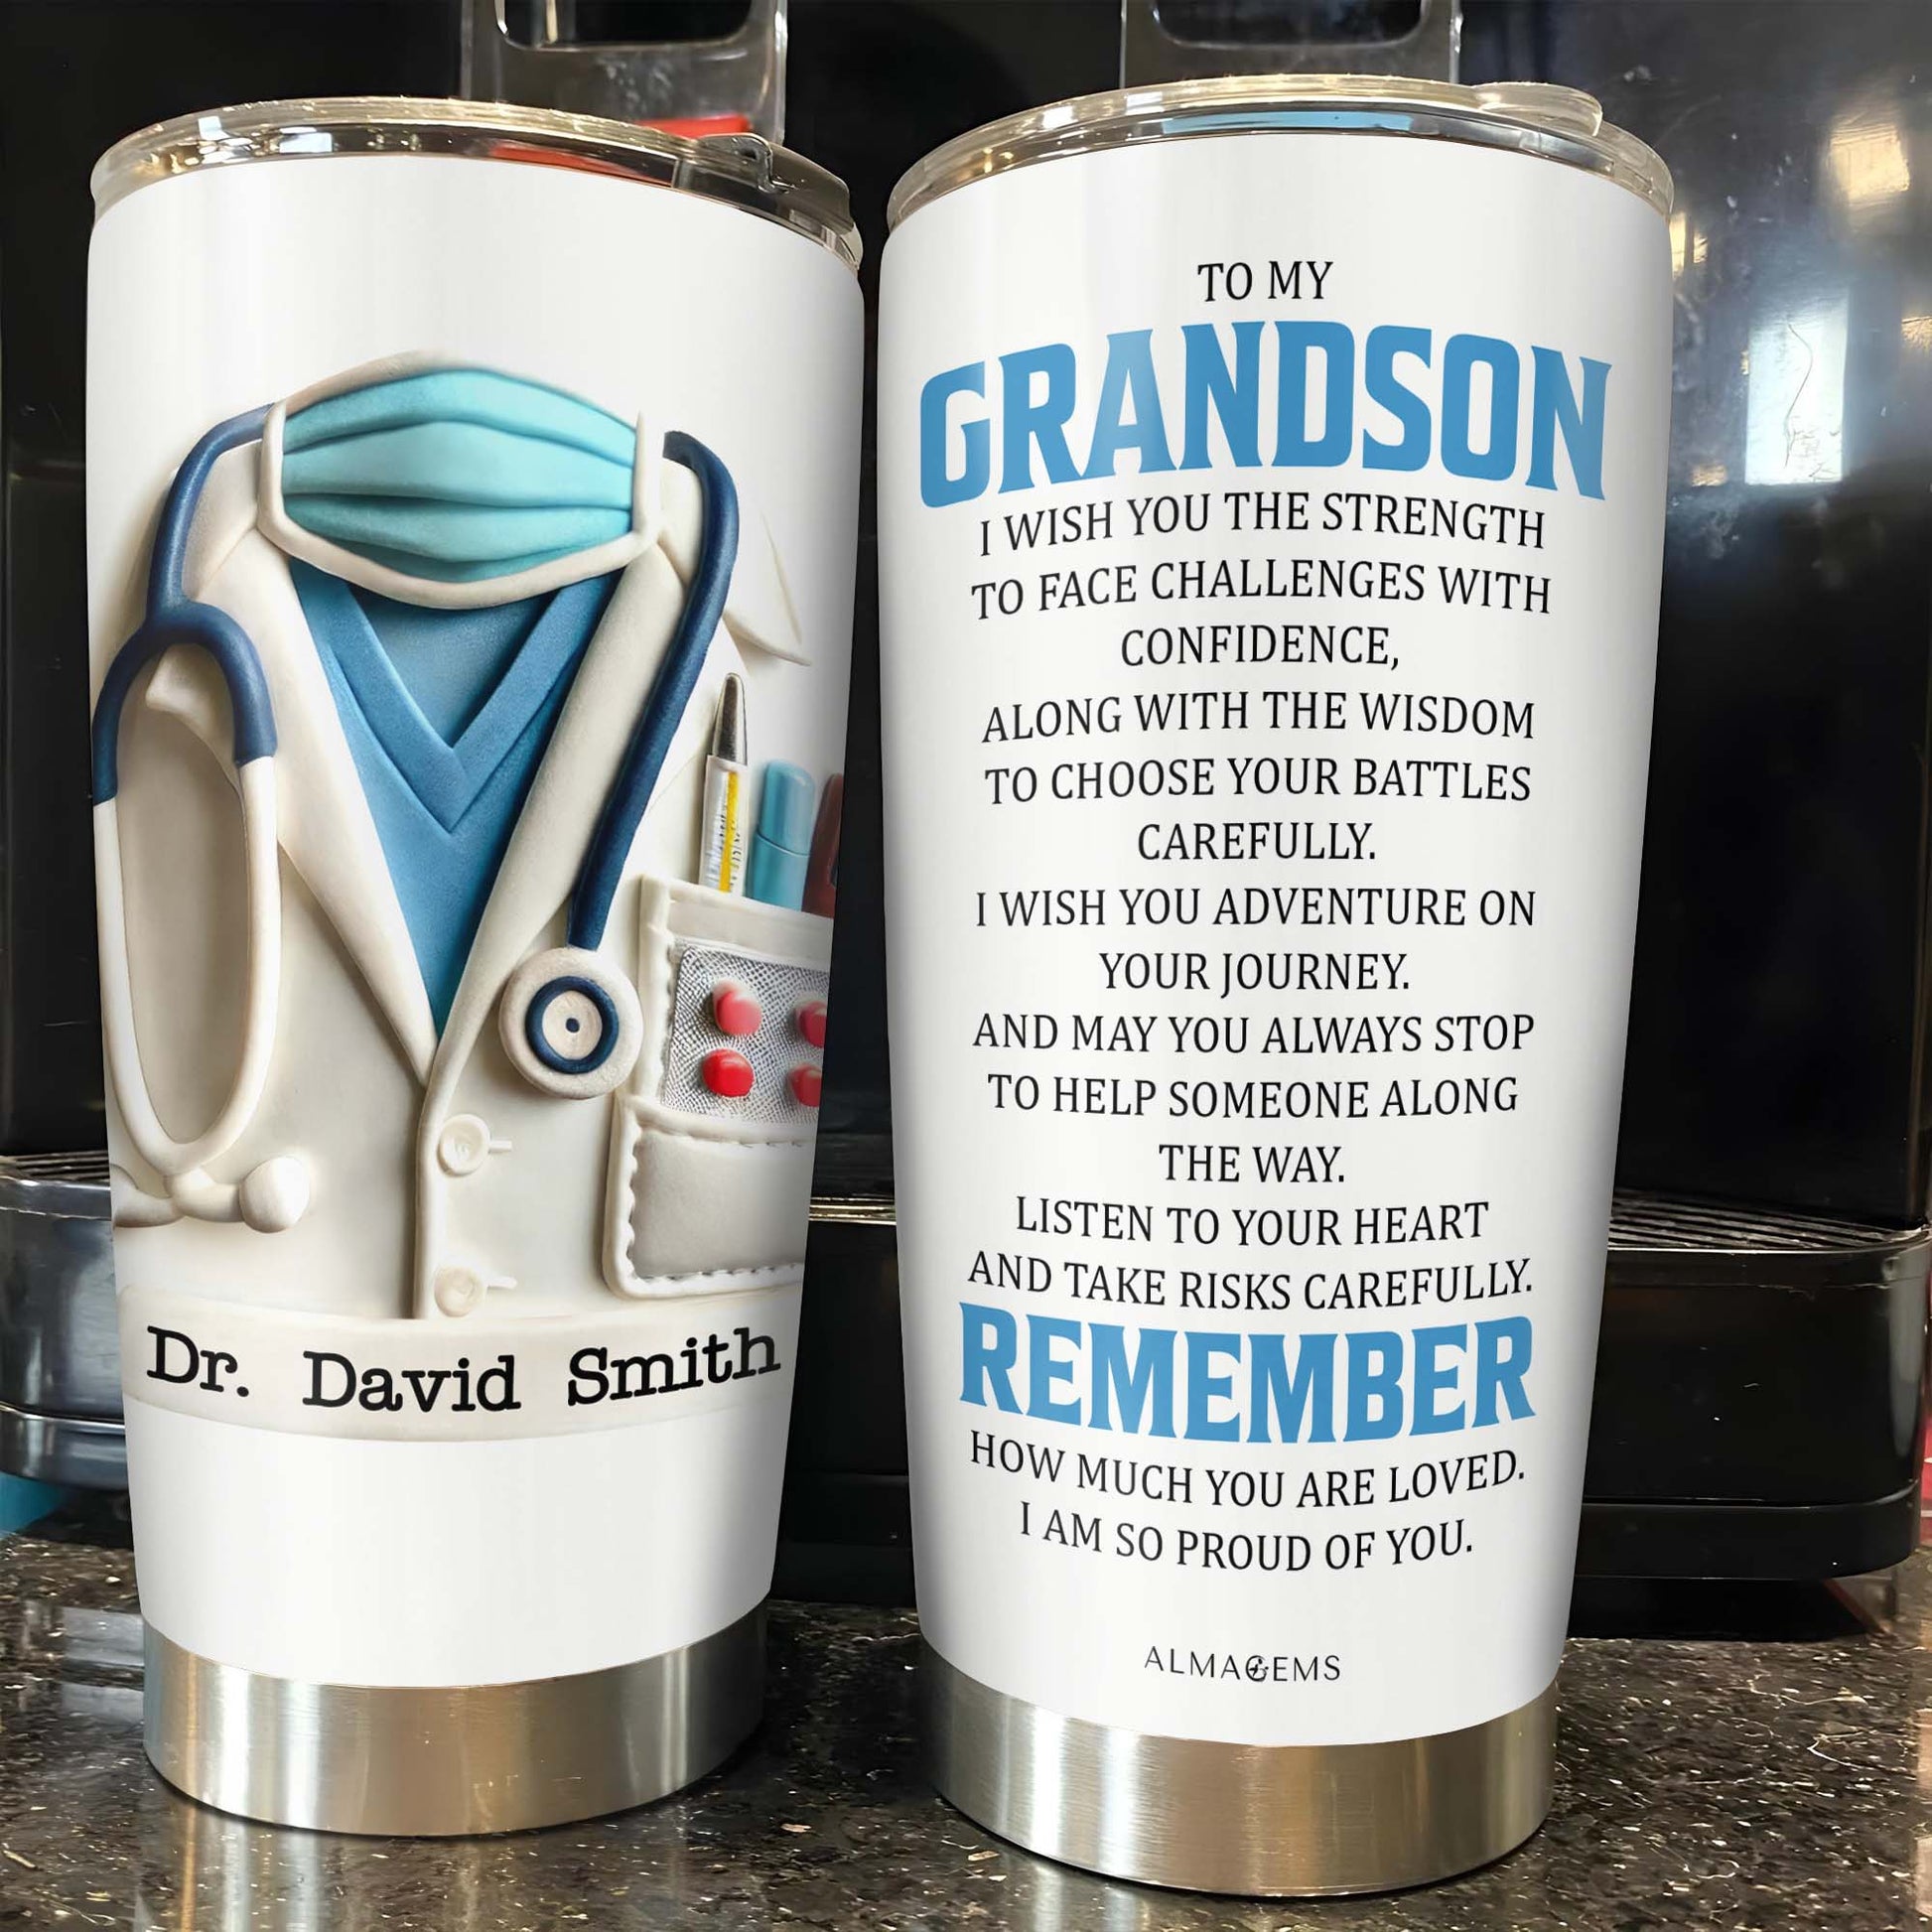 Dr. David Smith
TO MY
GRANDSON
I WISH YOU THE STRENGTH
TO FACE CHALLENGES WITH
CONFIDENCE,
ALONG WITH THE WISDOM
TO CHOOSE YOUR BATTLES
CAREFULLY.
I WISH YOU ADVENTURE ON
YOUR JOURNEY.
AND MAY YOU ALWAYS STOP
TO HELP SOMEONE ALONG
THE WAY.
LISTEN TO YOUR HEART
AND TAKE RISKS CAREFULLY.
REMEMBER
HOW MUCH YOU ARE LOVED.
I AM SO PROUD OF YOU.
ALMAGEMS